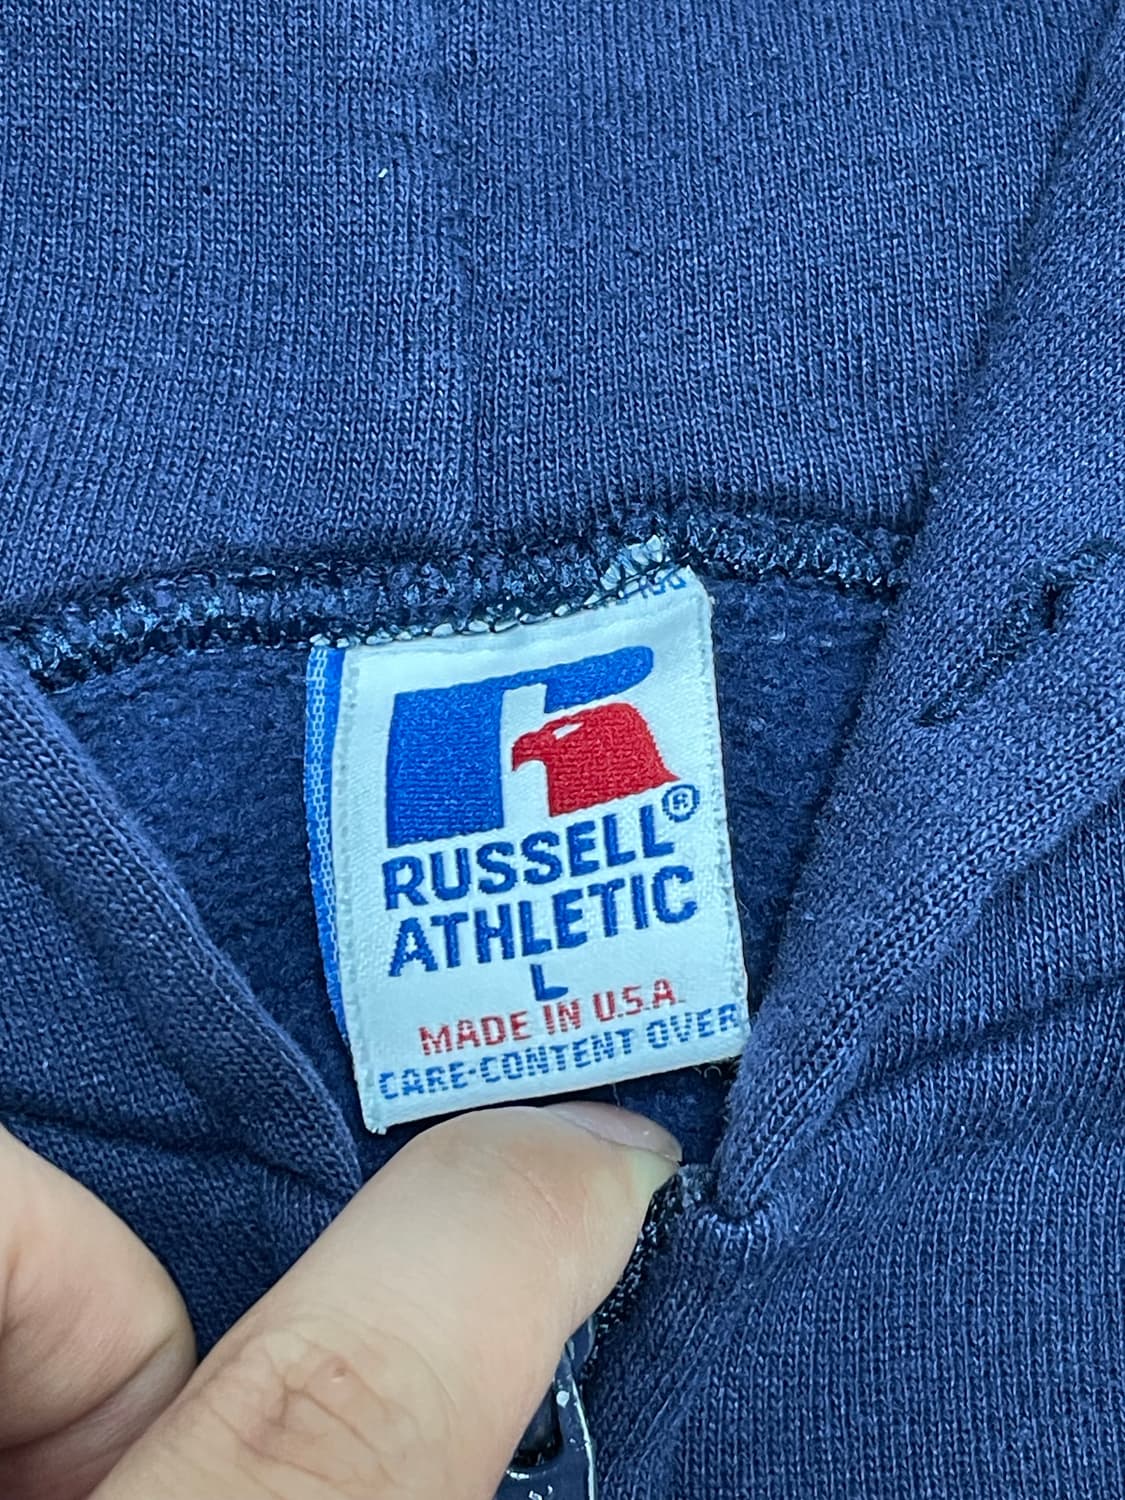 RUSSELL®
ATHLETIC
L
MADE IN U.S.A.
CARE·CONTENT OVER